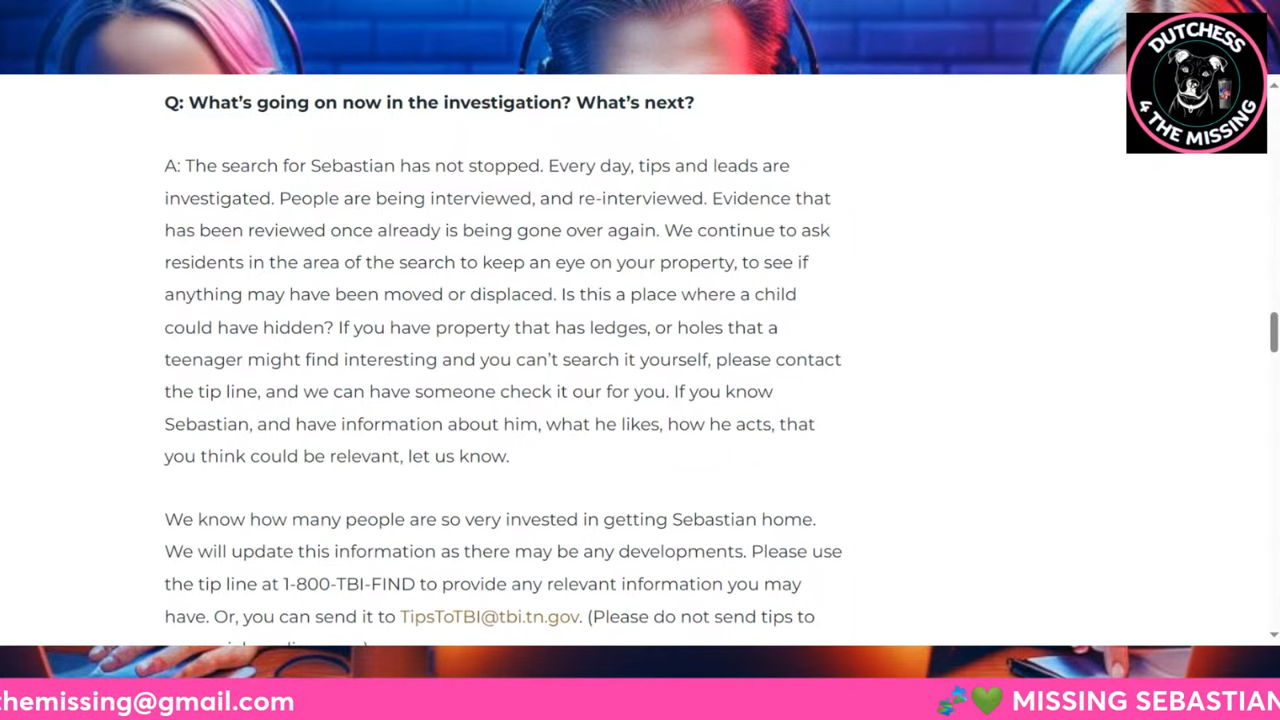 DUTCHESS
4 THE MISSING
Q: What's going on now in the investigation? What's next?
A: The search for Sebastian has not stopped. Every day, tips and leads are
investigated. People are being interviewed, and re-interviewed. Evidence that
has been reviewed once already is being gone over again. We continue to ask
residents in the area of the search to keep an eye on your property, to see if
anything may have been moved or displaced. Is this a place where a child
could have hidden? If you have property that has ledges, or holes that a
teenager might find interesting and you can't search it yourself, please contact
the tip line, and we can have someone check it our for you. If you know
Sebastian, and have information about him, what he likes, how he acts, that
you think could be relevant, let us know.
We know how many people are so very invested in getting Sebastian home.
We will update this information as there may be any developments. Please use
the tip line at 1-800-TBI-FIND to provide any relevant information you may
have. Or, you can send it to TipsToTBI@tbi.tn.gov. (Please do not send tips to
themissing@gmail.com
MISSING SEBASTIAN